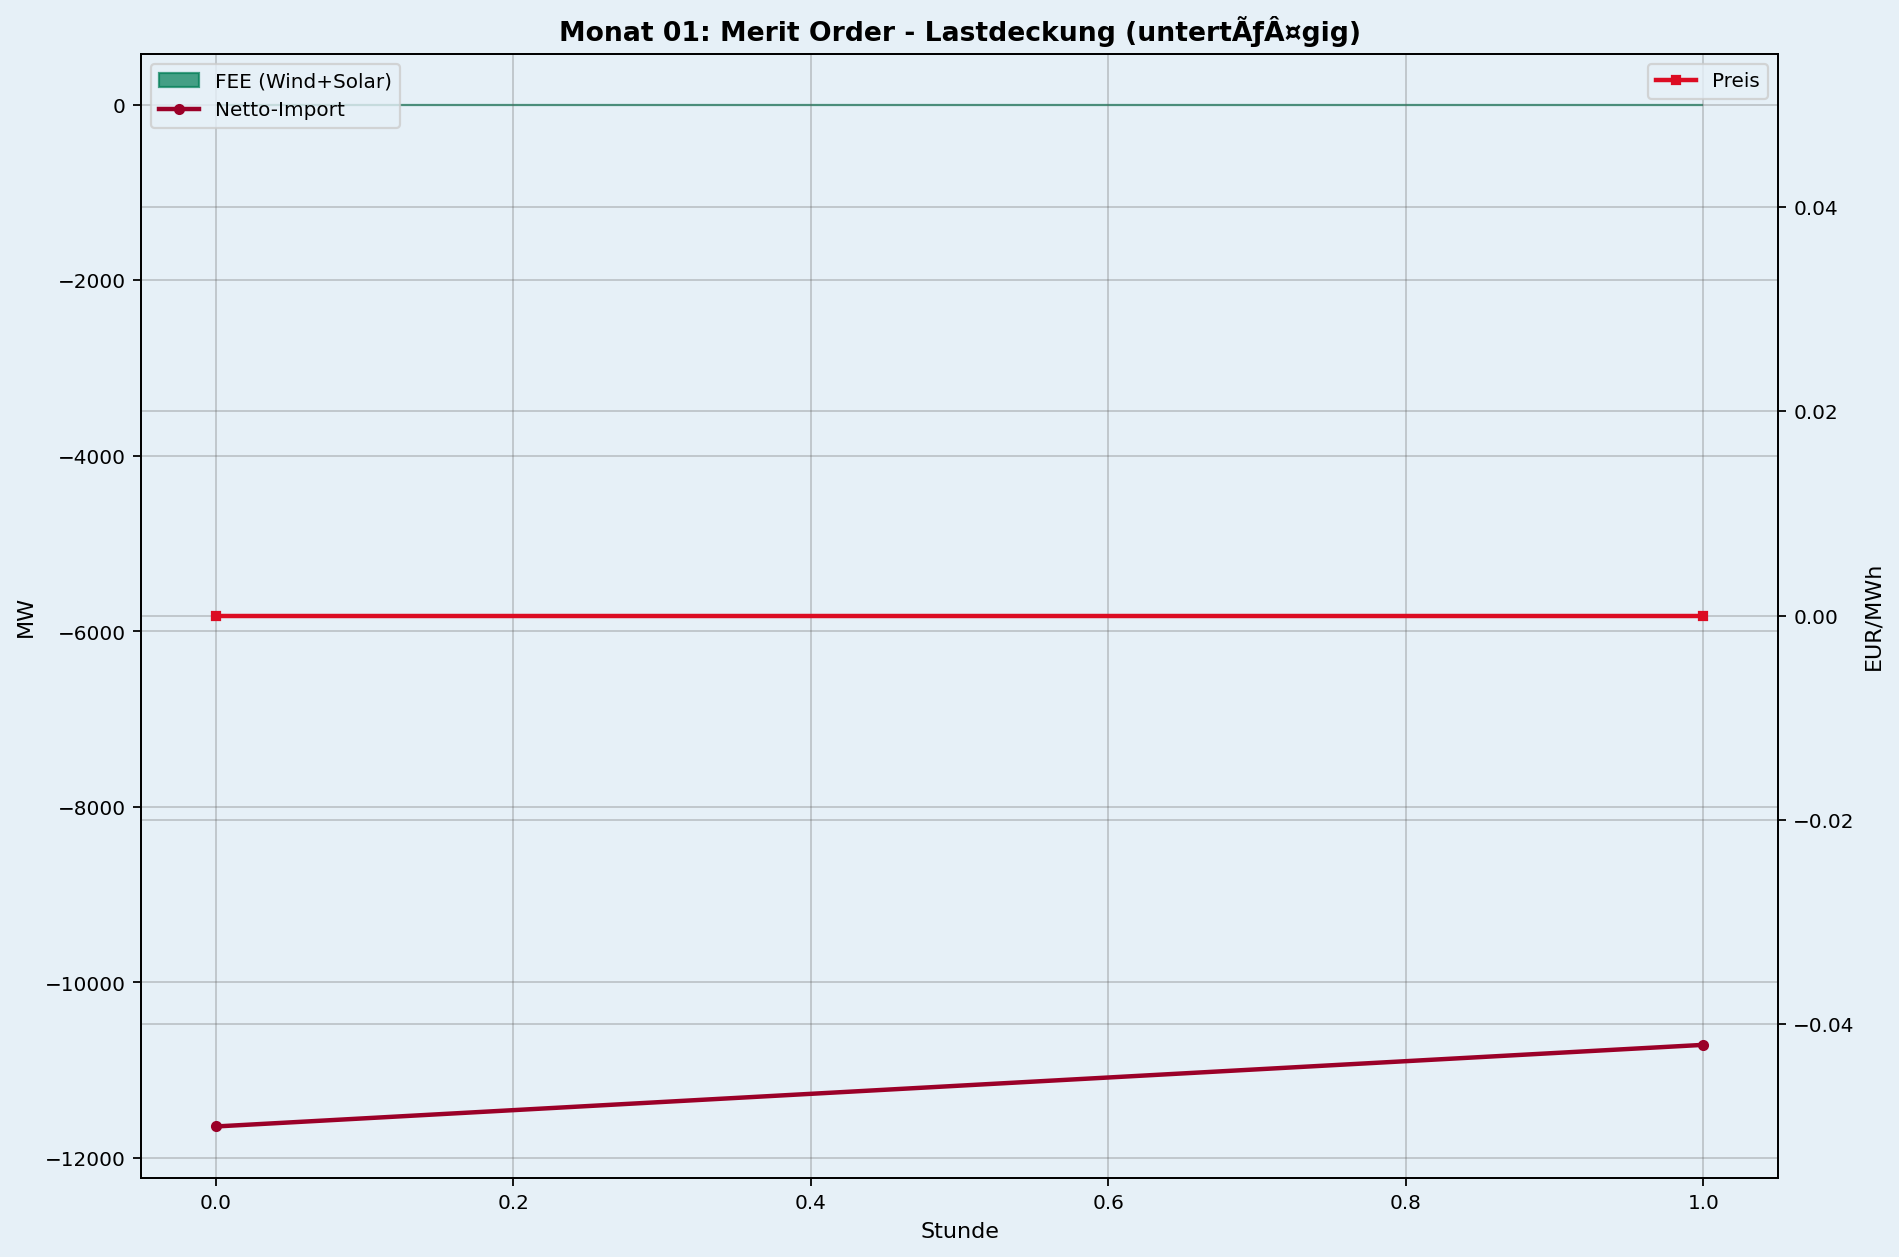 Monat 01: Merit Order - Lastdeckung (untertÃƒÂ¤gig)
FEE (Wind+Solar)
Netto-Import
Preis
0
−2000
−4000
−6000
−8000
−10000
−12000
MW
0.04
0.02
0.00
−0.02
−0.04
EUR/MWh
0.0
0.2
0.4
0.6
0.8
1.0
Stunde